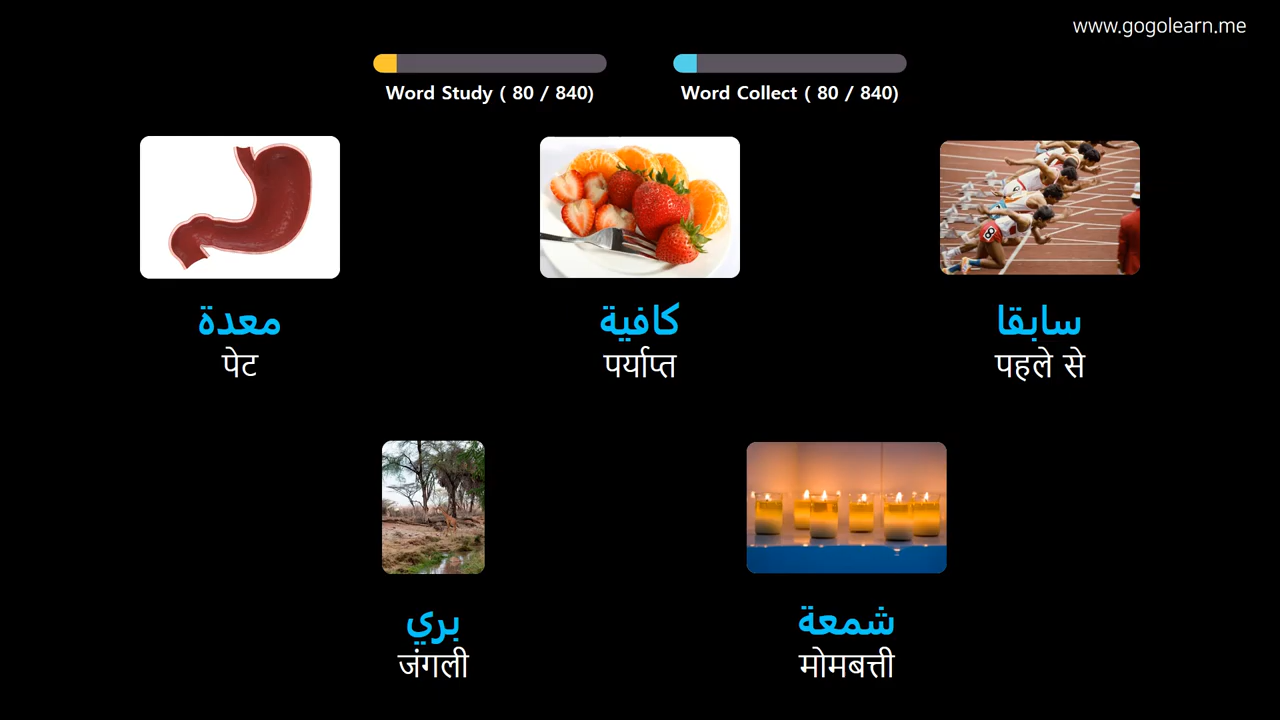 www.gogolearn.me
Word Study ( 80 / 840)
Word Collect ( 80 / 840)
معدة
पेट
كافية
पर्याप्त
سابقا
पहले से
بري
जंगली
شمعة
मोमबत्ती